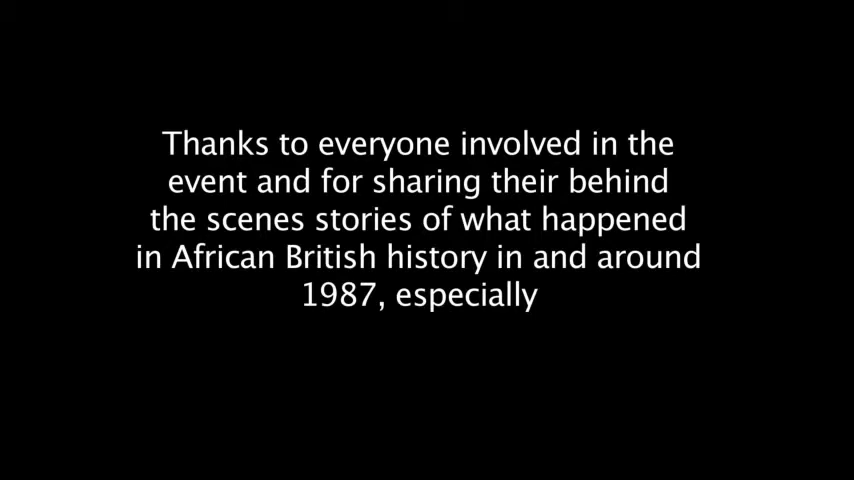 Thanks to everyone involved in the
event and for sharing their behind
the scenes stories of what happened
in African British history in and around
1987, especially